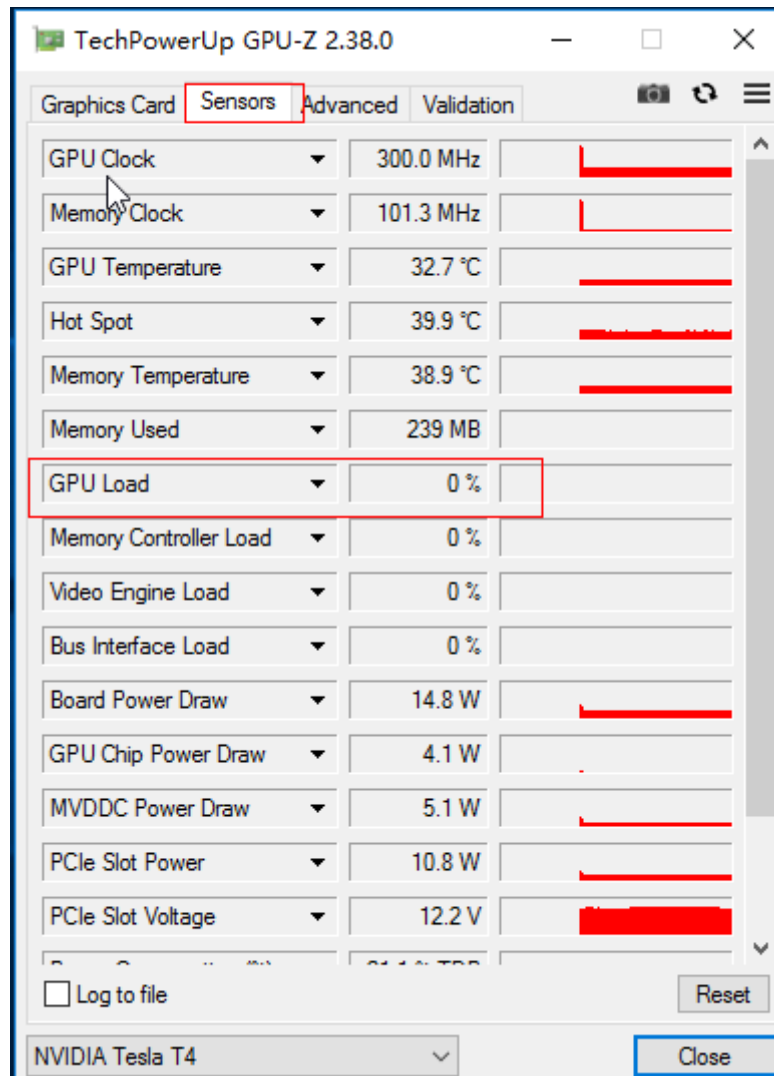 TechPowerUp GPU-Z 2.38.0
Graphics Card Sensors Advanced Validation
GPU Clock 300.0 MHz
Memory Clock 101.3 MHz
GPU Temperature 32.7 °C
Hot Spot 39.9 °C
Memory Temperature 38.9 °C
Memory Used 239 MB
GPU Load 0 %
Memory Controller Load 0 %
Video Engine Load 0 %
Bus Interface Load 0 %
Board Power Draw 14.8 W
GPU Chip Power Draw 4.1 W
MVDDC Power Draw 5.1 W
PCIe Slot Power 10.8 W
PCIe Slot Voltage 12.2 V
Log to file Reset
NVIDIA Tesla T4 Close